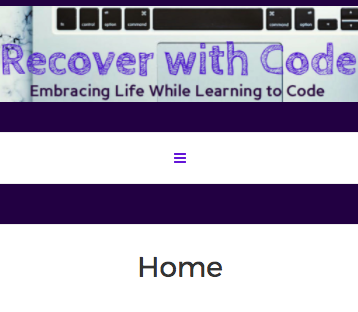 fn
control
option
command
command
option
Recover with Code
Embracing Life While Learning to Code
Home